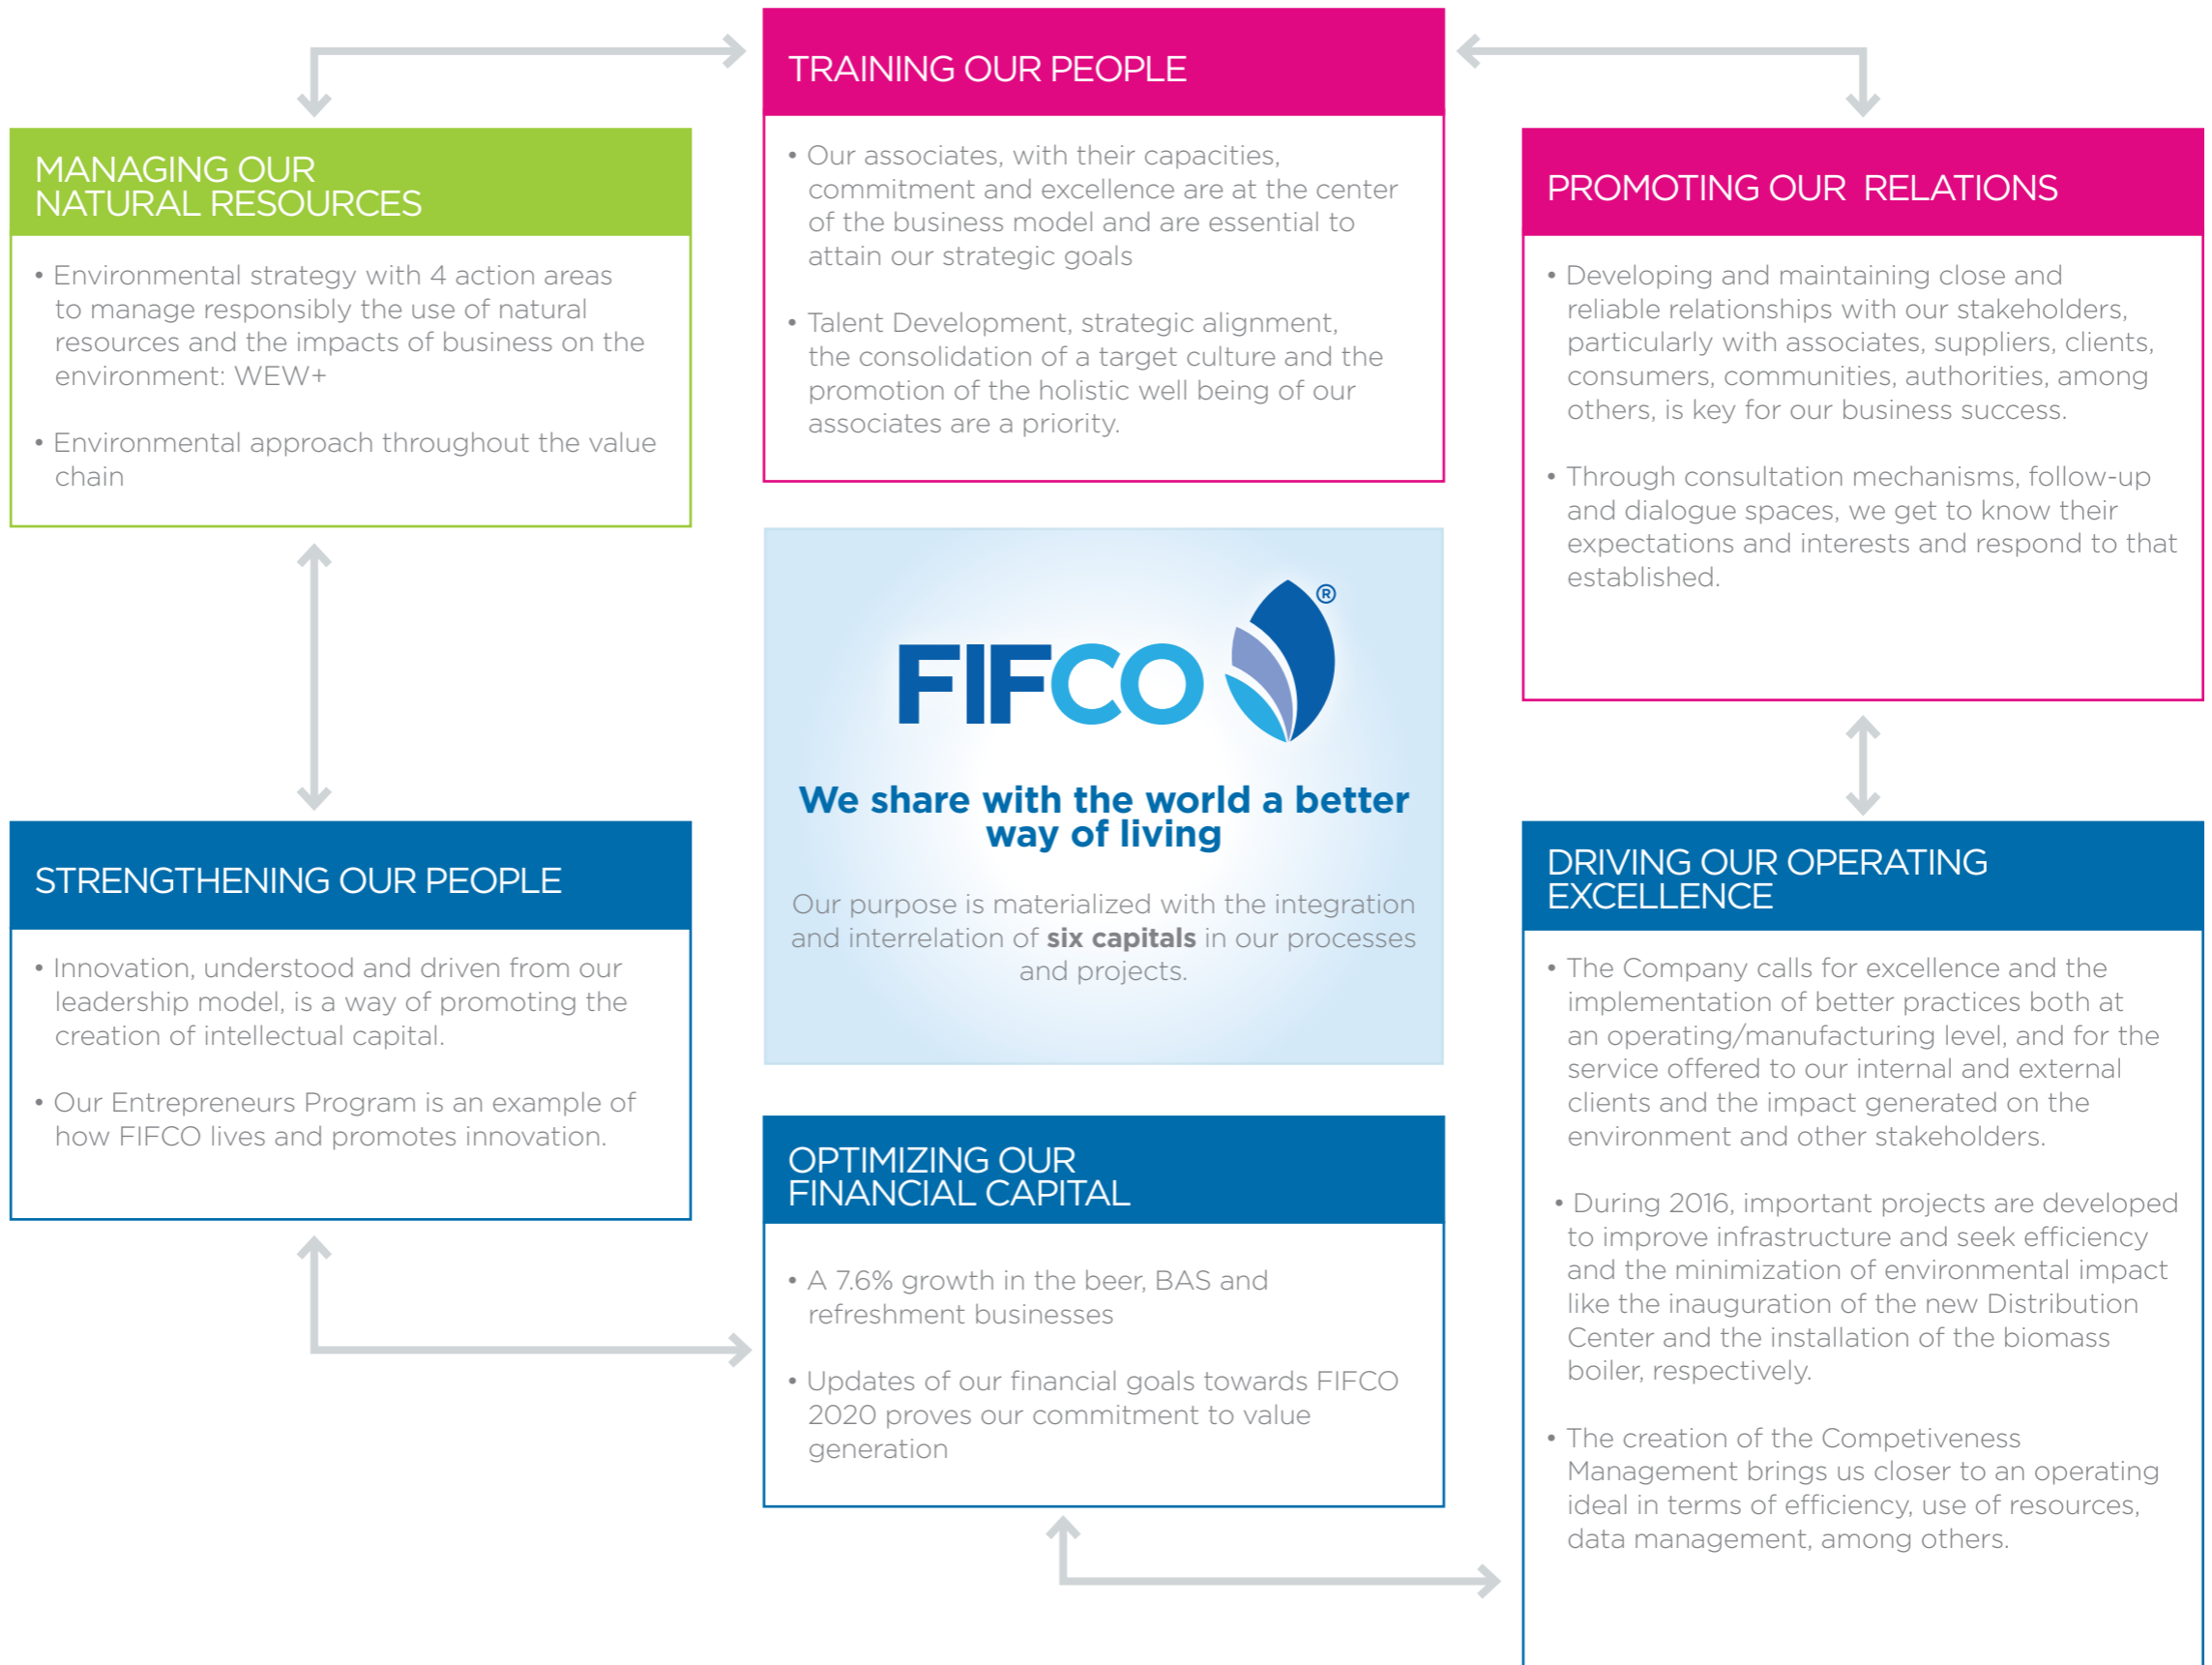 TRAINING OUR PEOPLE
• Our associates, with their capacities,
commitment and excellence are at the center
of the business model and are essential to
attain our strategic goals
• Talent Development, strategic alignment,
the consolidation of a target culture and the
promotion of the holistic well being of our
associates are a priority.
MANAGING OUR
NATURAL RESOURCES
• Environmental strategy with 4 action areas
to manage responsibly the use of natural
resources and the impacts of business on the
environment: WEW+
• Environmental approach throughout the value
chain
PROMOTING OUR RELATIONS
• Developing and maintaining close and
reliable relationships with our stakeholders,
particularly with associates, suppliers, clients,
consumers, communities, authorities, among
others, is key for our business success.
• Through consultation mechanisms, follow-up
and dialogue spaces, we get to know their
expectations and interests and respond to that
established.
FIFCO ®
We share with the world a better
way of living
Our purpose is materialized with the integration
and interrelation of six capitals in our processes
and projects.
STRENGTHENING OUR PEOPLE
• Innovation, understood and driven from our
leadership model, is a way of promoting the
creation of intellectual capital.
• Our Entrepreneurs Program is an example of
how FIFCO lives and promotes innovation.
OPTIMIZING OUR
FINANCIAL CAPITAL
• A 7.6% growth in the beer, BAS and
refreshment businesses
• Updates of our financial goals towards FIFCO
2020 proves our commitment to value
generation
DRIVING OUR OPERATING
EXCELLENCE
• The Company calls for excellence and the
implementation of better practices both at
an operating/manufacturing level, and for the
service offered to our internal and external
clients and the impact generated on the
environment and other stakeholders.
• During 2016, important projects are developed
to improve infrastructure and seek efficiency
and the minimization of environmental impact
like the inauguration of the new Distribution
Center and the installation of the biomass
boiler, respectively.
• The creation of the Competiveness
Management brings us closer to an operating
ideal in terms of efficiency, use of resources,
data management, among others.